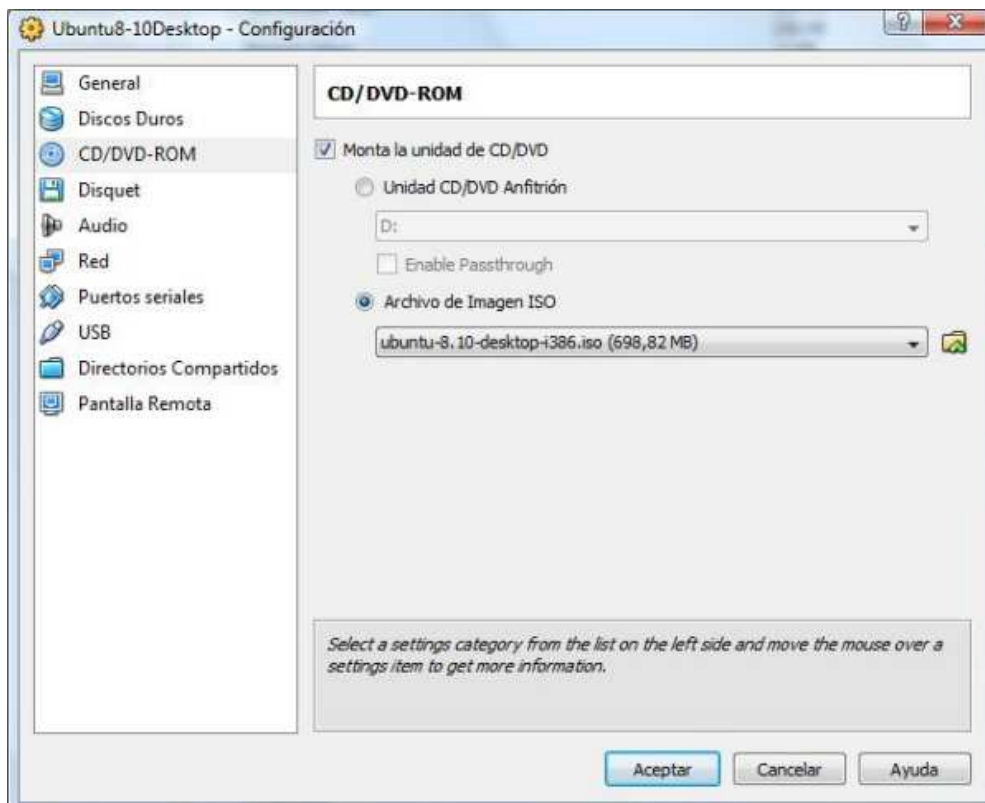 Ubuntu8-10Desktop - Configuración
General
Discos Duros
CD/DVD-ROM
Disquet
Audio
Red
Puertos seriales
USB
Directorios Compartidos
Pantalla Remota
CD/DVD-ROM
Monta la unidad de CD/DVD
Unidad CD/DVD Anfitrión
D:
Enable Passthrough
Archivo de Imagen ISO
ubuntu-8.10-desktop-i386.iso (698,82 MB)
Select a settings category from the list on the left side and move the mouse over a
settings item to get more information.
Aceptar
Cancelar
Ayuda